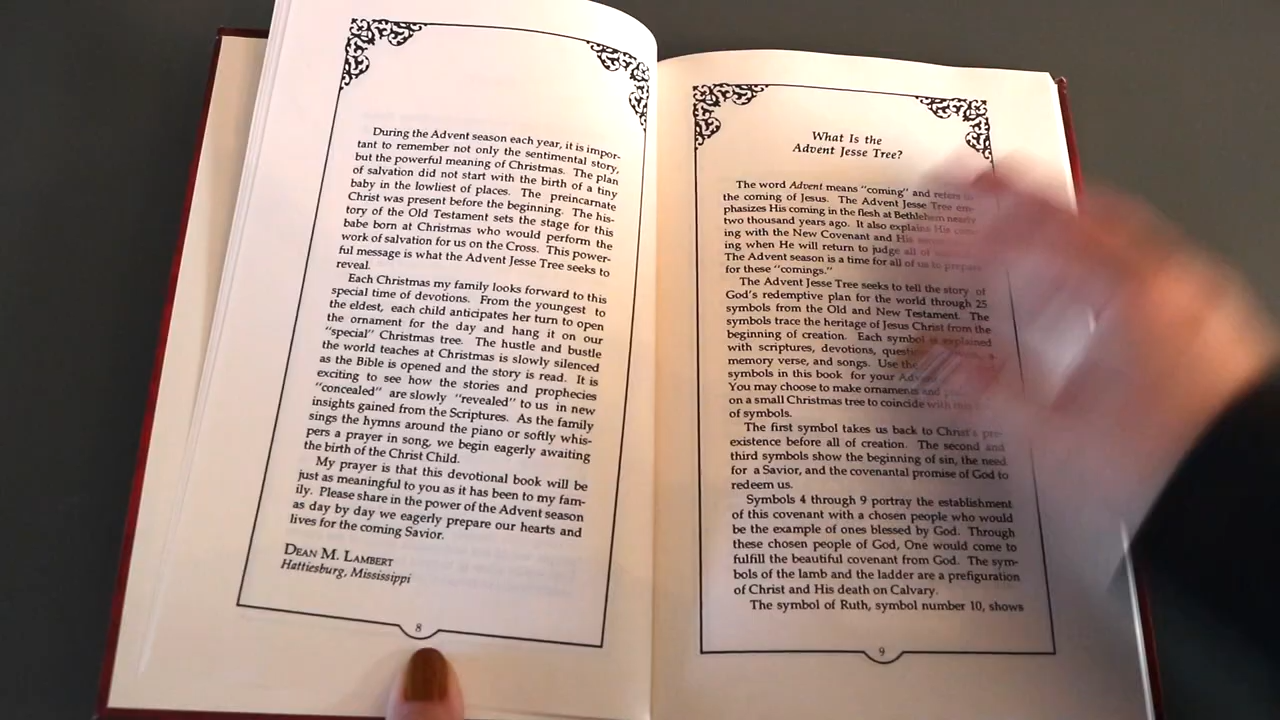 During the Advent season each year, it is impor-
tant to remember not only the sentimental story,
but the powerful meaning of Christmas. The plan
of salvation did not start with the birth of a tiny
baby in the lowliest of places. The preincarnate
Christ was present before the beginning. The his-
tory of the Old Testament sets the stage for this
babe born at Christmas who would perform the
work of salvation for us on the Cross. This power-
ful message is what the Advent Jesse Tree seeks to
reveal.
Each Christmas my family looks forward to this
special time of devotions. From the youngest to
the eldest, each child anticipates her turn to open
the ornament for the day and hang it on our
"special" Christmas tree. The hustle and bustle
the world teaches at Christmas is slowly silenced
as the Bible is opened and the story is read. It is
exciting to see how the stories and prophecies
"concealed" are slowly "revealed" to us in new
insights gained from the Scriptures. As the family
sings the hymns around the piano or softly whis-
pers a prayer in song, we begin eagerly awaiting
the birth of the Christ Child.
My prayer is that this devotional book will be
just as meaningful to you as it has been to my fam-
ily. Please share in the power of the Advent season
as day by day we eagerly prepare our hearts and
lives for the coming Savior.
DEAN M. LAMBERT
Hattiesburg, Mississippi
8
What Is the
Advent Jesse Tree?
The word Advent means "coming" and refers to
the coming of Jesus. The Advent Jesse Tree em-
phasizes His coming in the flesh at Bethlehem nearly
two thousand years ago. It also explains His com-
ing with the New Covenant and His
ing when He will return to judge all of
The Advent season is a time for all of us to prepare
for these "comings."
The Advent Jesse Tree seeks to tell the story of
God's redemptive plan for the world through 25
symbols from the Old and New Testament. The
symbols trace the heritage of Jesus Christ from the
beginning of creation. Each symbol is explained
with scriptures, devotions,
memory verse, and songs. Use the
symbols in this book for your
You may choose to make ornaments and
on a small Christmas tree to coincide with
of symbols.
The first symbol takes us back to Christ's pre-
existence before all of creation. The second and
third symbols show the beginning of sin, the need
for a Savior, and the covenantal promise of God to
redeem us.
Symbols 4 through 9 portray the establishment
of this covenant with a chosen people who would
be the example of ones blessed by God. Through
these chosen people of God, One would come to
fulfill the beautiful covenant from God. The sym-
bols of the lamb and the ladder are a prefiguration
of Christ and His death on Calvary.
The symbol of Ruth, symbol number 10, shows
9